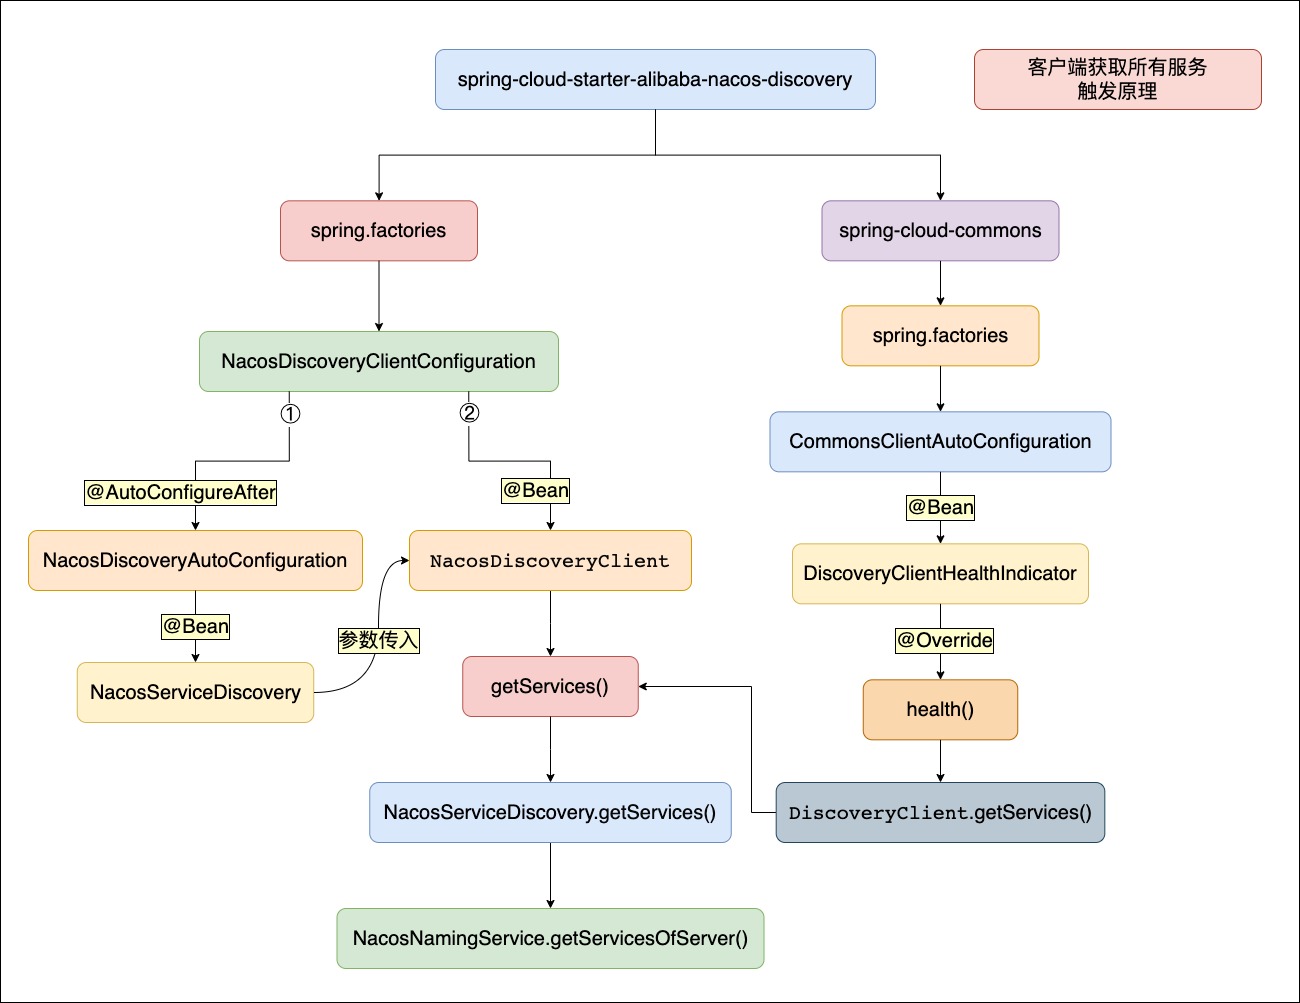 spring-cloud-starter-alibaba-nacos-discovery
客户端获取所有服务
触发原理
spring.factories
spring-cloud-commons
spring.factories
NacosDiscoveryClientConfiguration
①
②
CommonsClientAutoConfiguration
@AutoConfigureAfter
@Bean
@Bean
NacosDiscoveryAutoConfiguration
NacosDiscoveryClient
DiscoveryClientHealthIndicator
@Bean
参数传入
@Override
NacosServiceDiscovery
getServices()
health()
NacosServiceDiscovery.getServices()
DiscoveryClient.getServices()
NacosNamingService.getServicesOfServer()